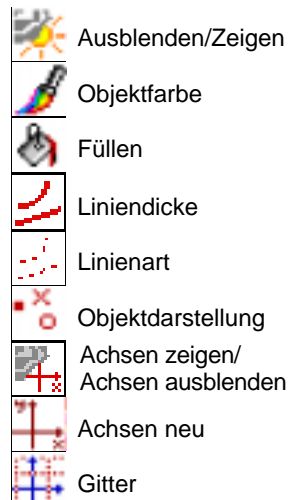 Ausblenden/Zeigen
Objektfarbe
Füllen
Liniendicke
Linienart
Objektdarstellung
Achsen zeigen/
Achsen ausblenden
Achsen neu
Gitter